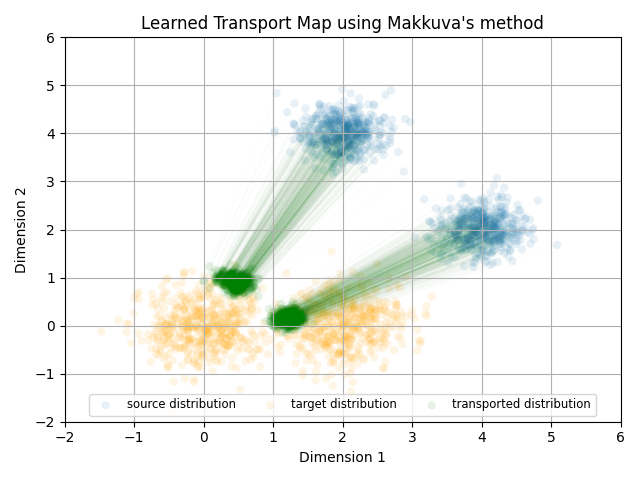 Learned Transport Map using Makkuva's method
6
5
4
3
2
1
0
−1
−2
Dimension 2
source distribution target distribution transported distribution
−2 −1 0 1 2 3 4 5 6
Dimension 1